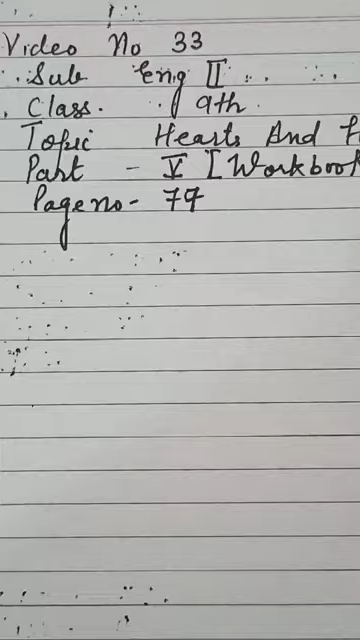 Video No 33
Sub Eng II
Class. 9th.
Topic Hearts And
Part - V [Workbook
Page no - 79